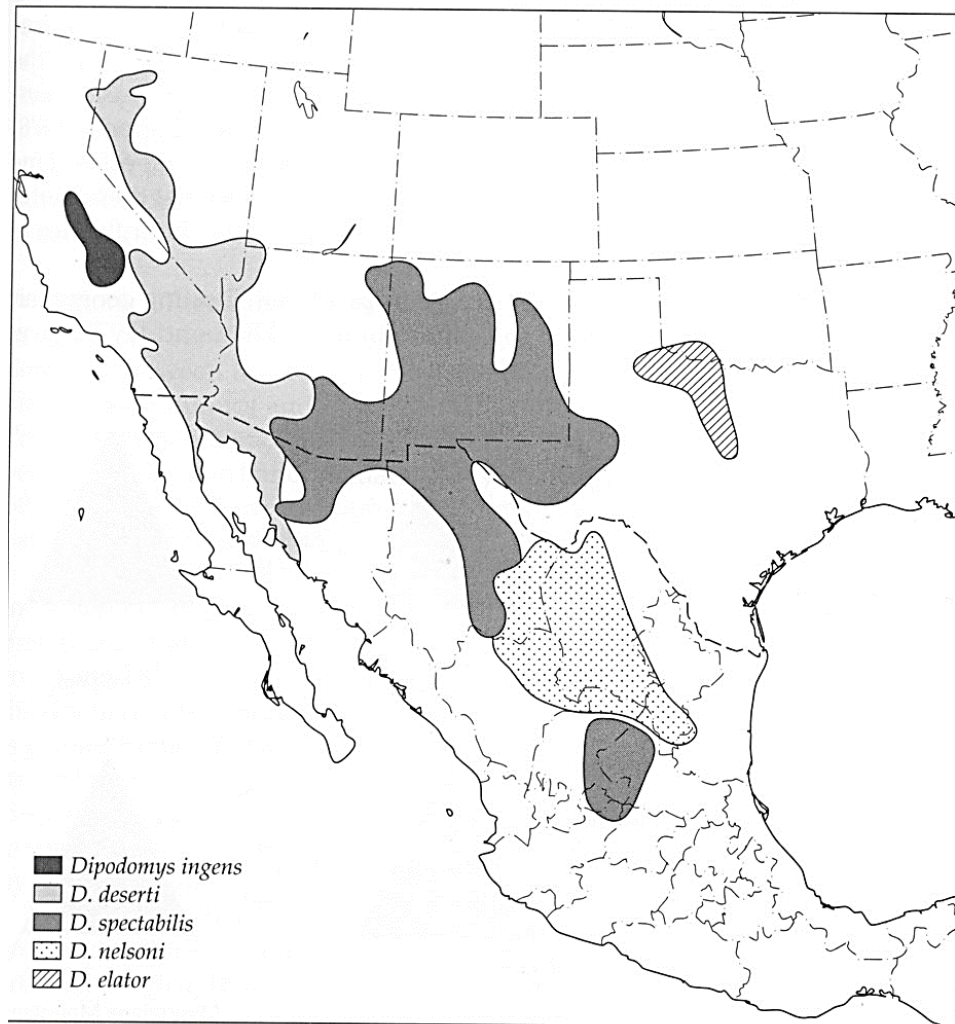 Dipodomys ingens
D. deserti
D. spectabilis
D. nelsoni
D. elator